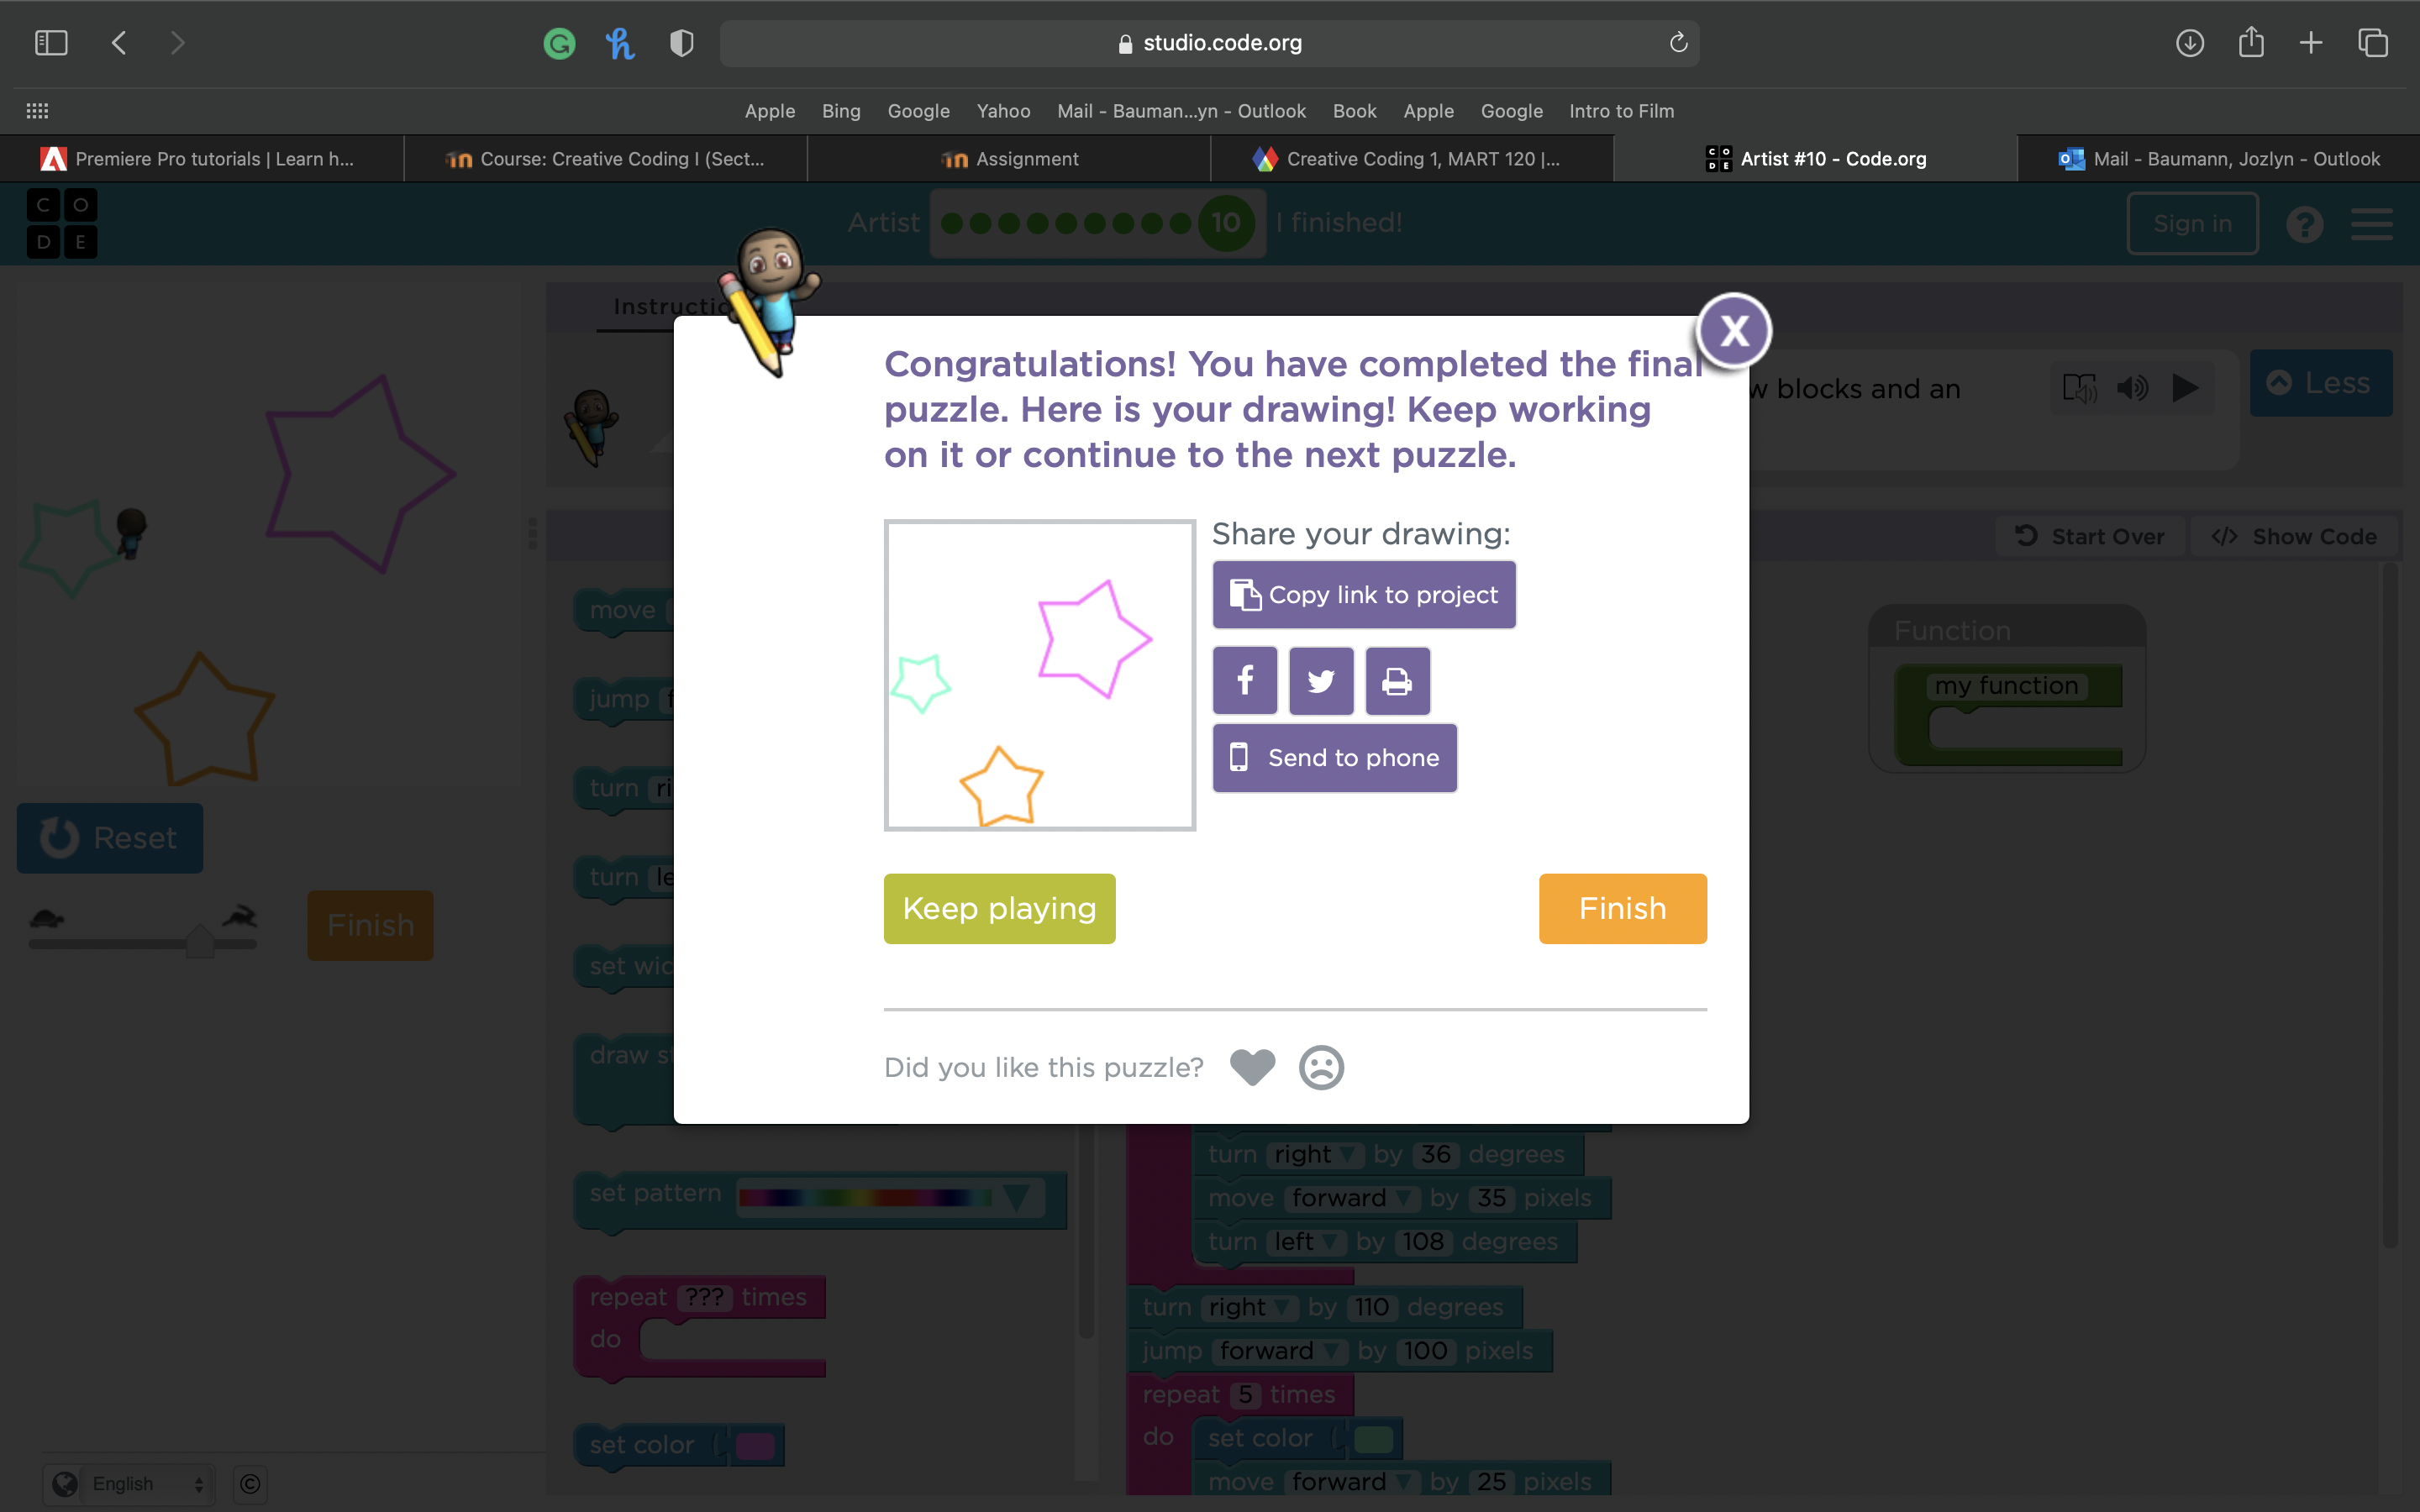 studio.code.org
Apple Bing Google Yahoo Mail - Bauman...yn - Outlook Book Apple Google Intro to Film
Premiere Pro tutorials | Learn h... Course: Creative Coding I (Sect... Assignment Creative Coding 1, MART 120 |... Artist #10 - Code.org Mail - Baumann, Jozlyn - Outlook
C O
D E
Artist 10 I finished! Sign in ?
Instructio
X
Congratulations! You have completed the final
puzzle. Here is your drawing! Keep working
on it or continue to the next puzzle.
w blocks and an
Less
Share your drawing:
Copy link to project
Send to phone
Keep playing
Finish
Did you like this puzzle?
Start Over </> Show Code
Function
my function
Reset
Finish
move
jump f
turn ri
turn le
set wid
draw s
set pattern
repeat ??? times
do
set color
turn right by 36 degrees
move forward by 35 pixels
turn left by 108 degrees
turn right by 110 degrees
jump forward by 100 pixels
repeat 5 times
do set color
move forward by 25 pixels
English ©